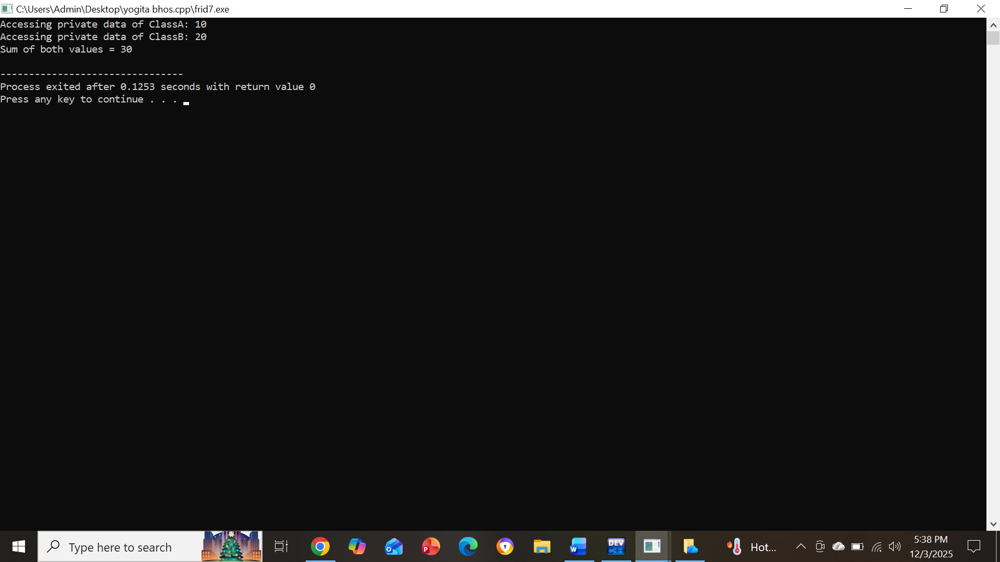 C:\Users\Admin\Desktop\yogita bhos.cpp\frid7.exe
Accessing private data of ClassA: 10
Accessing private data of ClassB: 20
Sum of both values = 30
--------------------------------
Process exited after 0.1253 seconds with return value 0
Press any key to continue . . .
Type here to search
O
P
W
DEV
C++
Hot...
5:38 PM
12/3/2025